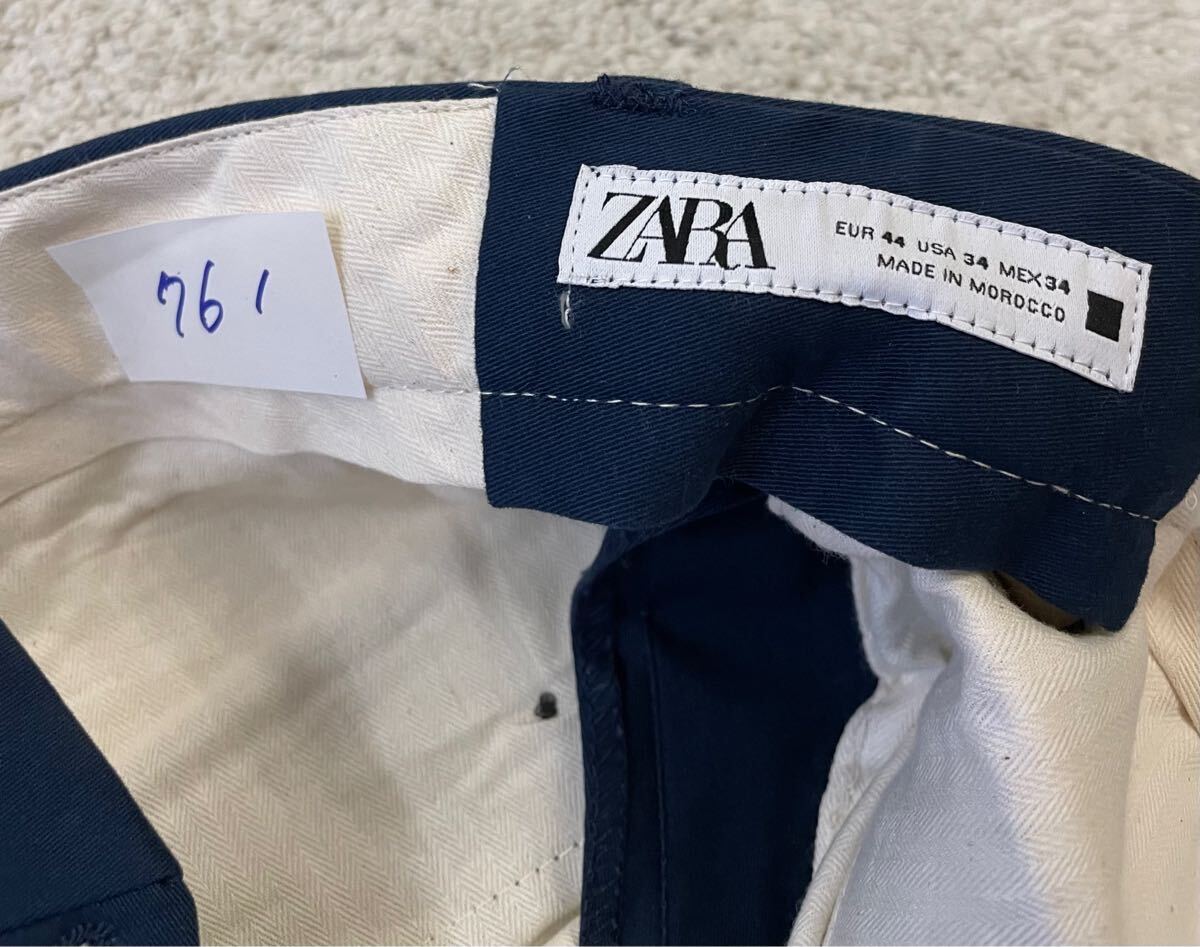 761
ZARA
EUR 44 USA 34 MEX 34
MADE IN MOROCCO